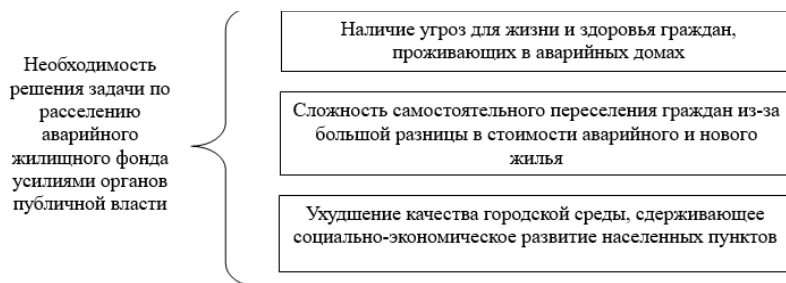 Необходимость
решения задачи по
расселению
аварийного
жилищного фонда
усилиями органов
публичной власти
Наличие угроз для жизни и здоровья граждан,
проживающих в аварийных домах
Сложность самостоятельного переселения граждан из-за
большой разницы в стоимости аварийного и нового
жилья
Ухудшение качества городской среды, сдерживающее
социально-экономическое развитие населенных пунктов